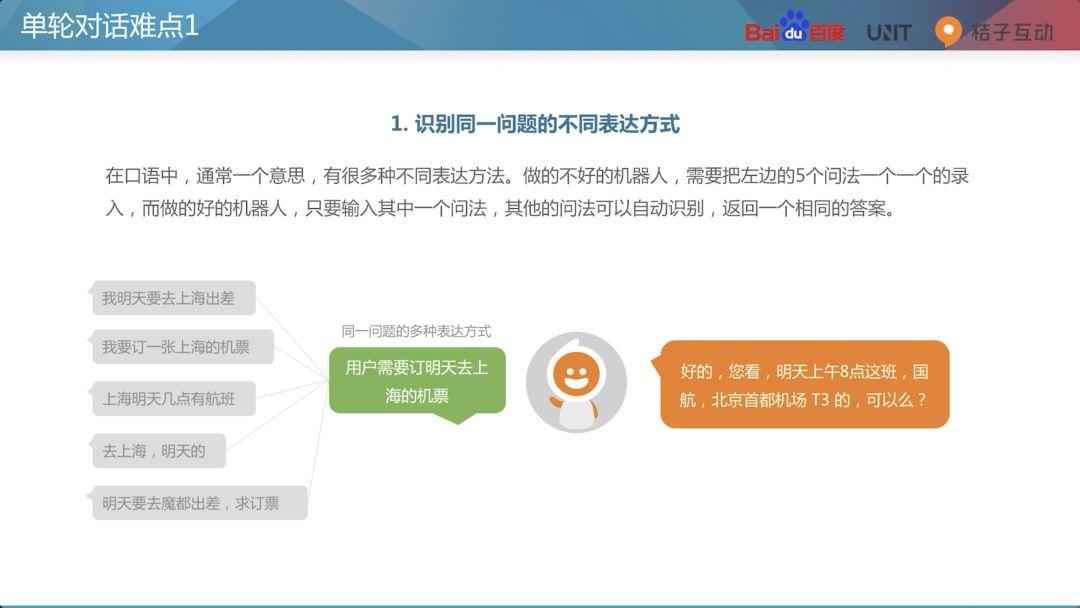 单轮对话难点1
Bai du 百度
UNIT
桔子互动
1. 识别同一问题的不同表达方式
在口语中，通常一个意思，有很多种不同表达方法。做的不好的机器人，需要把左边的5个问法一个一个的录
入，而做的好的机器人，只要输入其中一个问法，其他的问法可以自动识别，返回一个相同的答案。
我明天要去上海出差
我要订一张上海的机票
上海明天几点有航班
去上海，明天的
明天要去魔都出差，求订票
同一问题的多种表达方式
用户需要订明天去上
海的机票
好的，您看，明天上午8点这班，国
航，北京首都机场 T3 的，可以么？